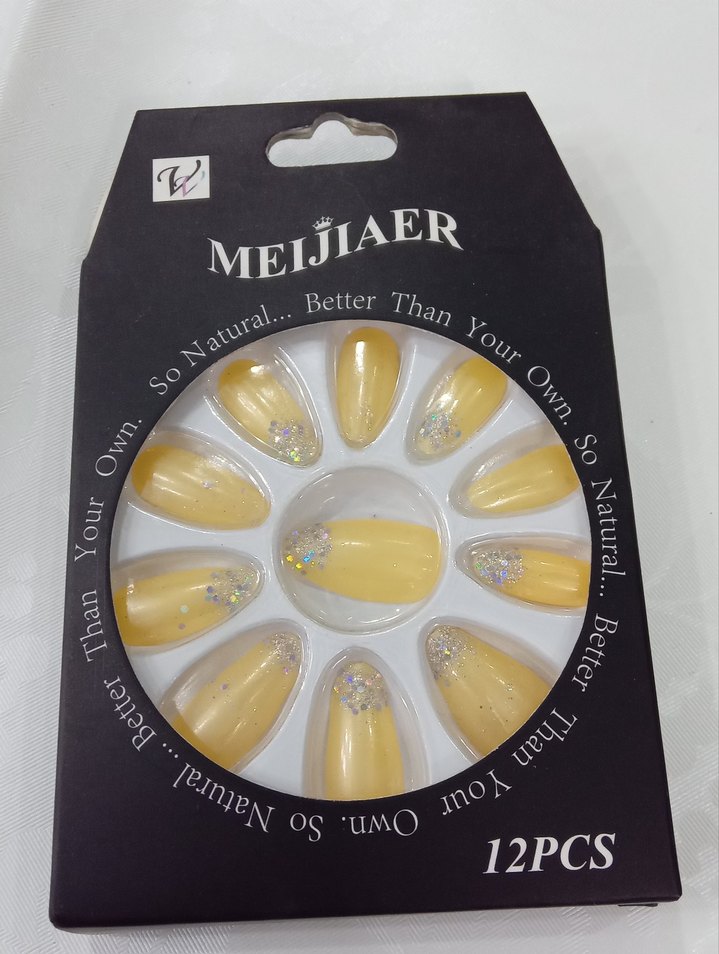 MEIJIAER
So Natural... Better Than Your Own. So Natural... Better Than Your Own. So Natural... Better Than Your Own.
12PCS